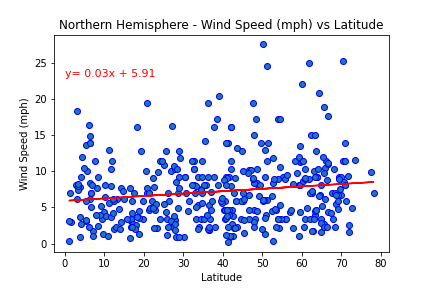 Northern Hemisphere - Wind Speed (mph) vs Latitude
y= 0.03x + 5.91
Wind Speed (mph)
25
20
15
10
5
0
0 10 20 30 40 50 60 70 80
Latitude